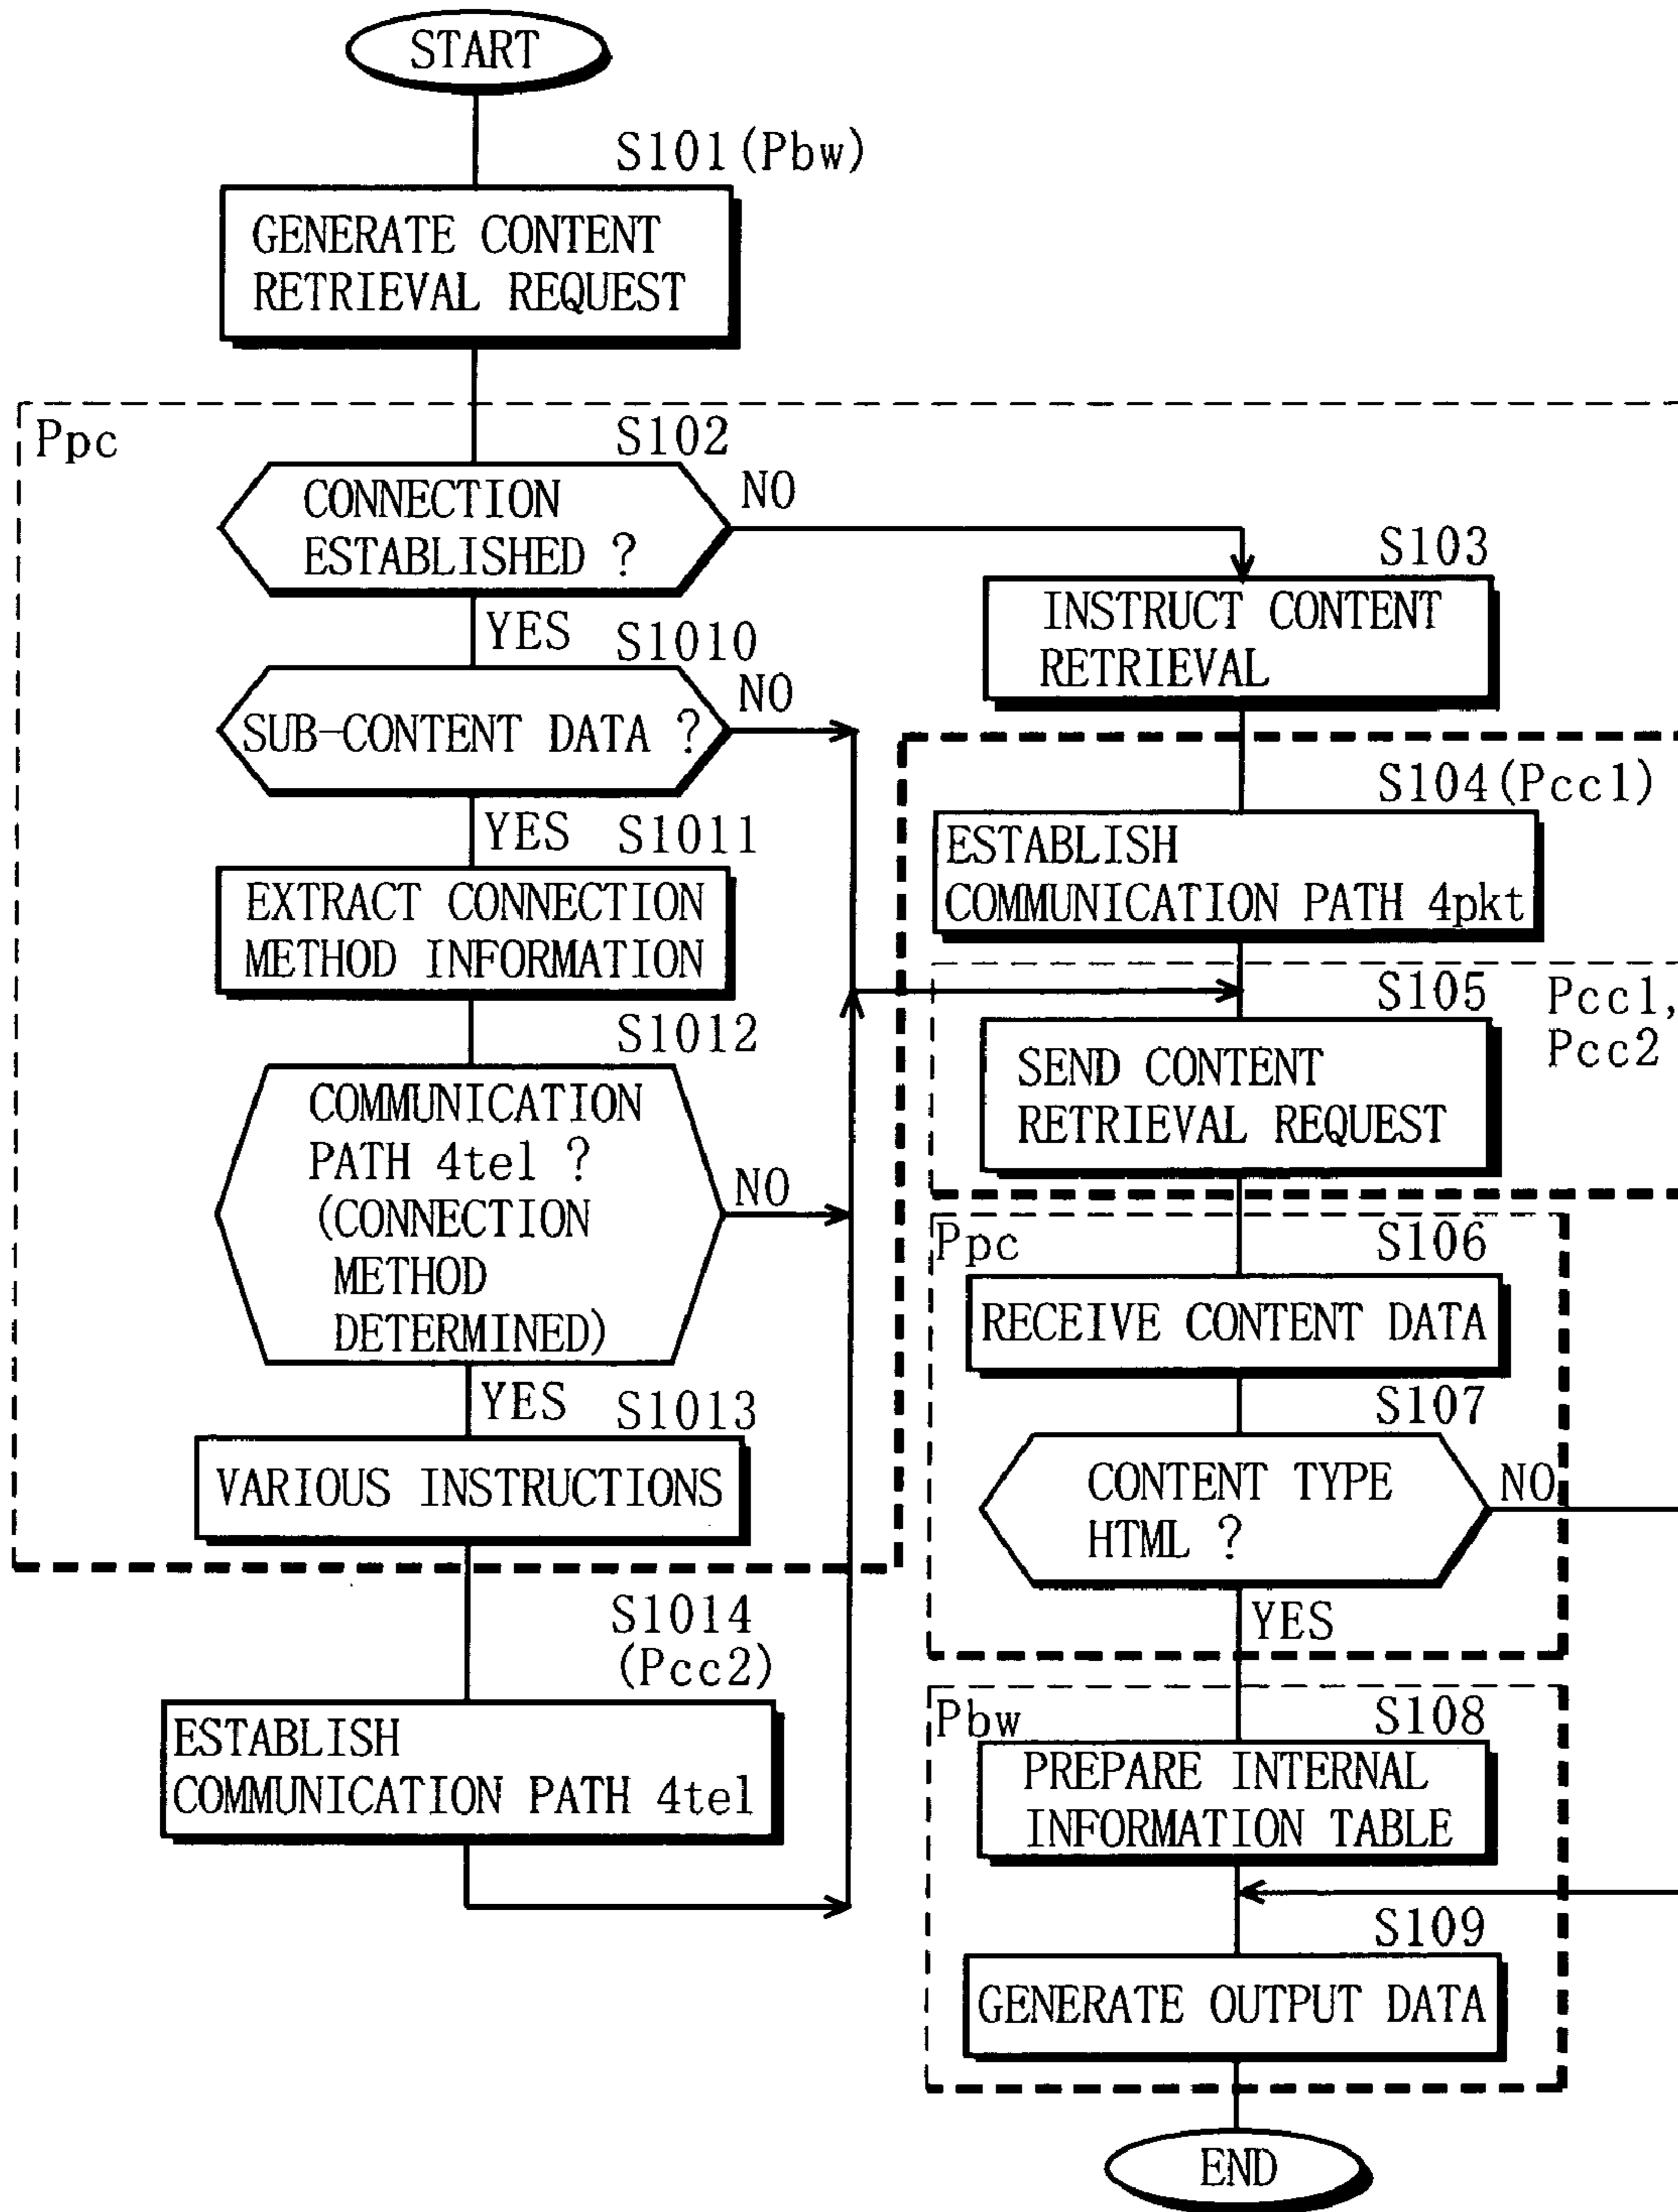 START
S101(Pbw)
GENERATE CONTENT
RETRIEVAL REQUEST
Ppc
S102
CONNECTION
ESTABLISHED ?
NO
YES
S1010
SUB-CONTENT DATA ?
NO
YES
S1011
EXTRACT CONNECTION
METHOD INFORMATION
S1012
COMMUNICATION
PATH 4tel ?
(CONNECTION
METHOD
DETERMINED)
NO
YES
S1013
VARIOUS INSTRUCTIONS
S1014
(Pcc2)
ESTABLISH
COMMUNICATION PATH 4tel
S103
INSTRUCT CONTENT
RETRIEVAL
S104(Pcc1)
ESTABLISH
COMMUNICATION PATH 4pkt
S105
Pcc1,
Pcc2
SEND CONTENT
RETRIEVAL REQUEST
Ppc
S106
RECEIVE CONTENT DATA
S107
CONTENT TYPE
HTML ?
NO
YES
Pbw
S108
PREPARE INTERNAL
INFORMATION TABLE
S109
GENERATE OUTPUT DATA
END